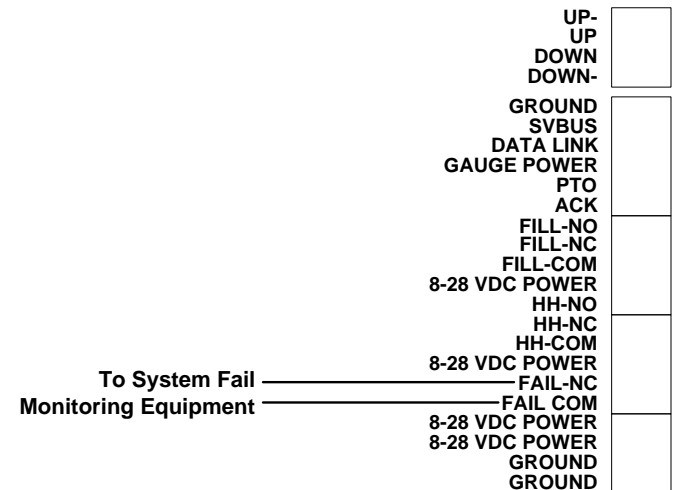 UP-
UP
DOWN
DOWN-
GROUND
SVBUS
DATA LINK
GAUGE POWER
PTO
ACK
FILL-NO
FILL-NC
FILL-COM
8-28 VDC POWER
HH-NO
HH-NC
HH-COM
8-28 VDC POWER
To System Fail FAIL-NC
Monitoring Equipment FAIL COM
8-28 VDC POWER
8-28 VDC POWER
GROUND
GROUND